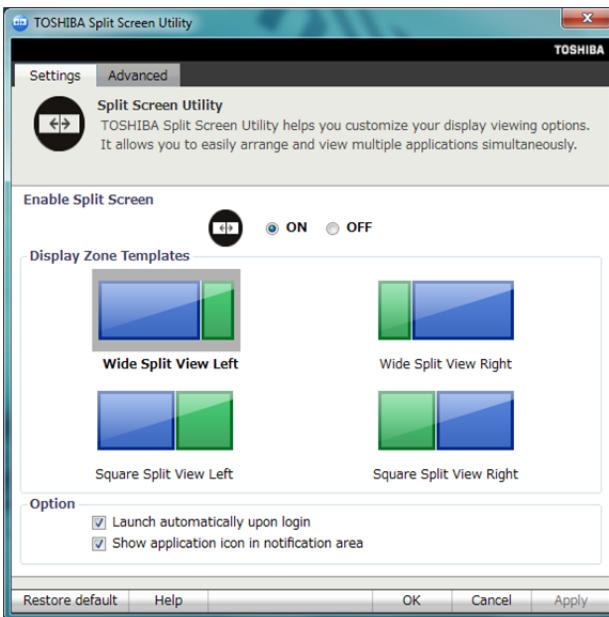 TOSHIBA Split Screen Utility
TOSHIBA
Settings Advanced
Split Screen Utility
TOSHIBA Split Screen Utility helps you customize your display viewing options.
It allows you to easily arrange and view multiple applications simultaneously.
Enable Split Screen
ON OFF
Display Zone Templates
Wide Split View Left Wide Split View Right
Square Split View Left Square Split View Right
Option
Launch automatically upon login
Show application icon in notification area
Restore default Help OK Cancel Apply